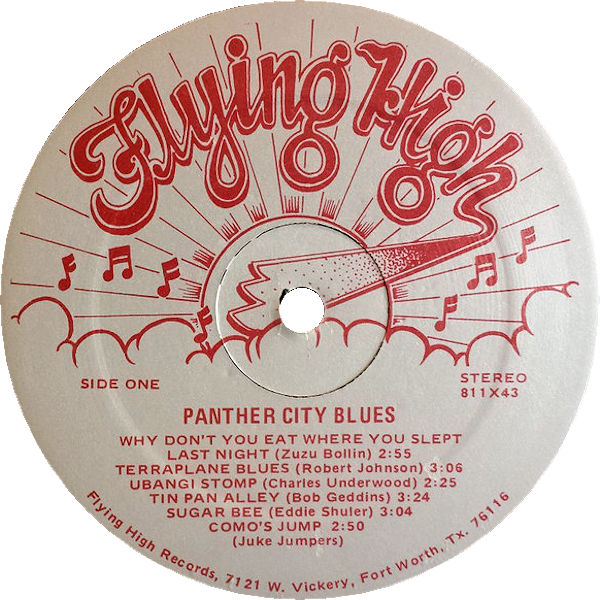 Flying High
SIDE ONE
STEREO
811X43
PANTHER CITY BLUES
WHY DON'T YOU EAT WHERE YOU SLEPT
LAST NIGHT (Zuzu Bollin) 2:55
TERRAPLANE BLUES (Robert Johnson) 3:06
UBANGI STOMP (Charles Underwood) 2:25
TIN PAN ALLEY (Bob Geddins) 3:24
SUGAR BEE (Eddie Shuler) 3:04
COMO'S JUMP 2:50
(Juke Jumpers)
Flying High Records, 7121 W. Vickery, Fort Worth, Tx. 76116